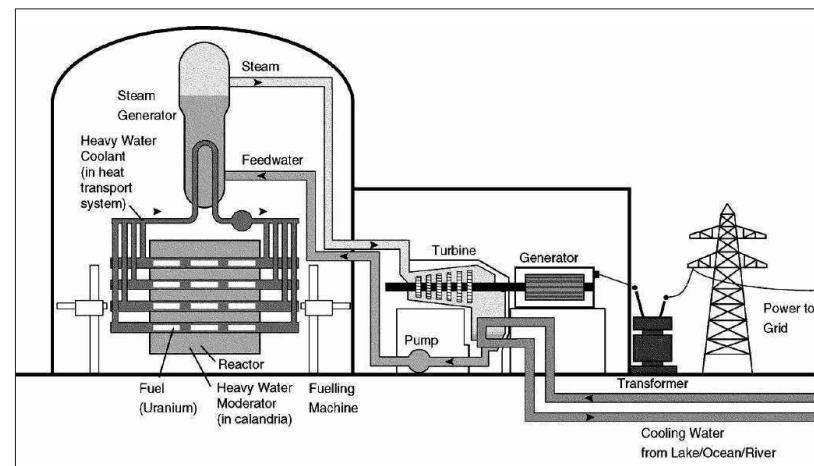 Steam
Steam
Generator
Heavy Water
Coolant
(in heat
transport
system)
Feedwater
Turbine
Generator
Power to
Grid
Pump
Reactor
Fuel
(Uranium)
Heavy Water
Moderator
(in calandria)
Fuelling
Machine
Transformer
Cooling Water
from Lake/Ocean/River